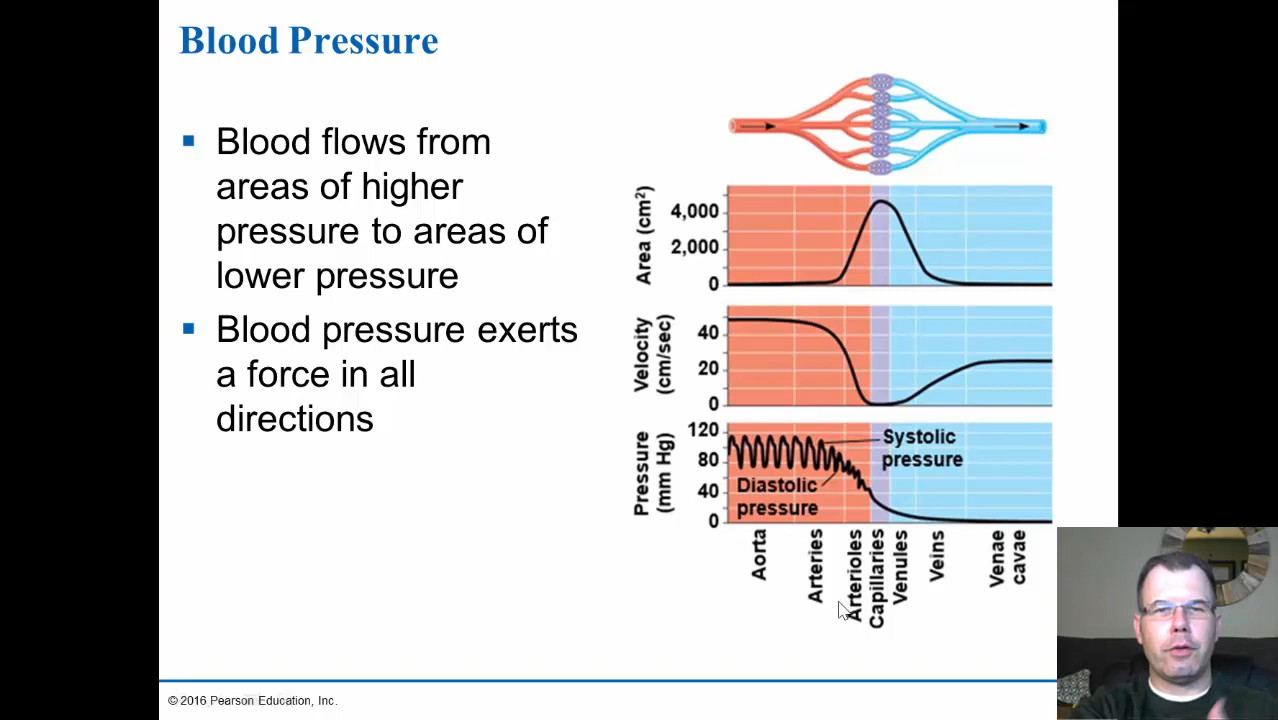 Blood Pressure
Blood flows from
areas of higher
pressure to areas of
lower pressure
Blood pressure exerts
a force in all
directions
Area (cm²)
4,000
2,000
0
Velocity
(cm/sec)
40
20
0
Pressure
(mm Hg)
120
80
40
0
Systolic
pressure
Diastolic
pressure
Aorta
Arteries
Arterioles
Capillaries
Venules
Veins
Venae
cavae
© 2016 Pearson Education, Inc.